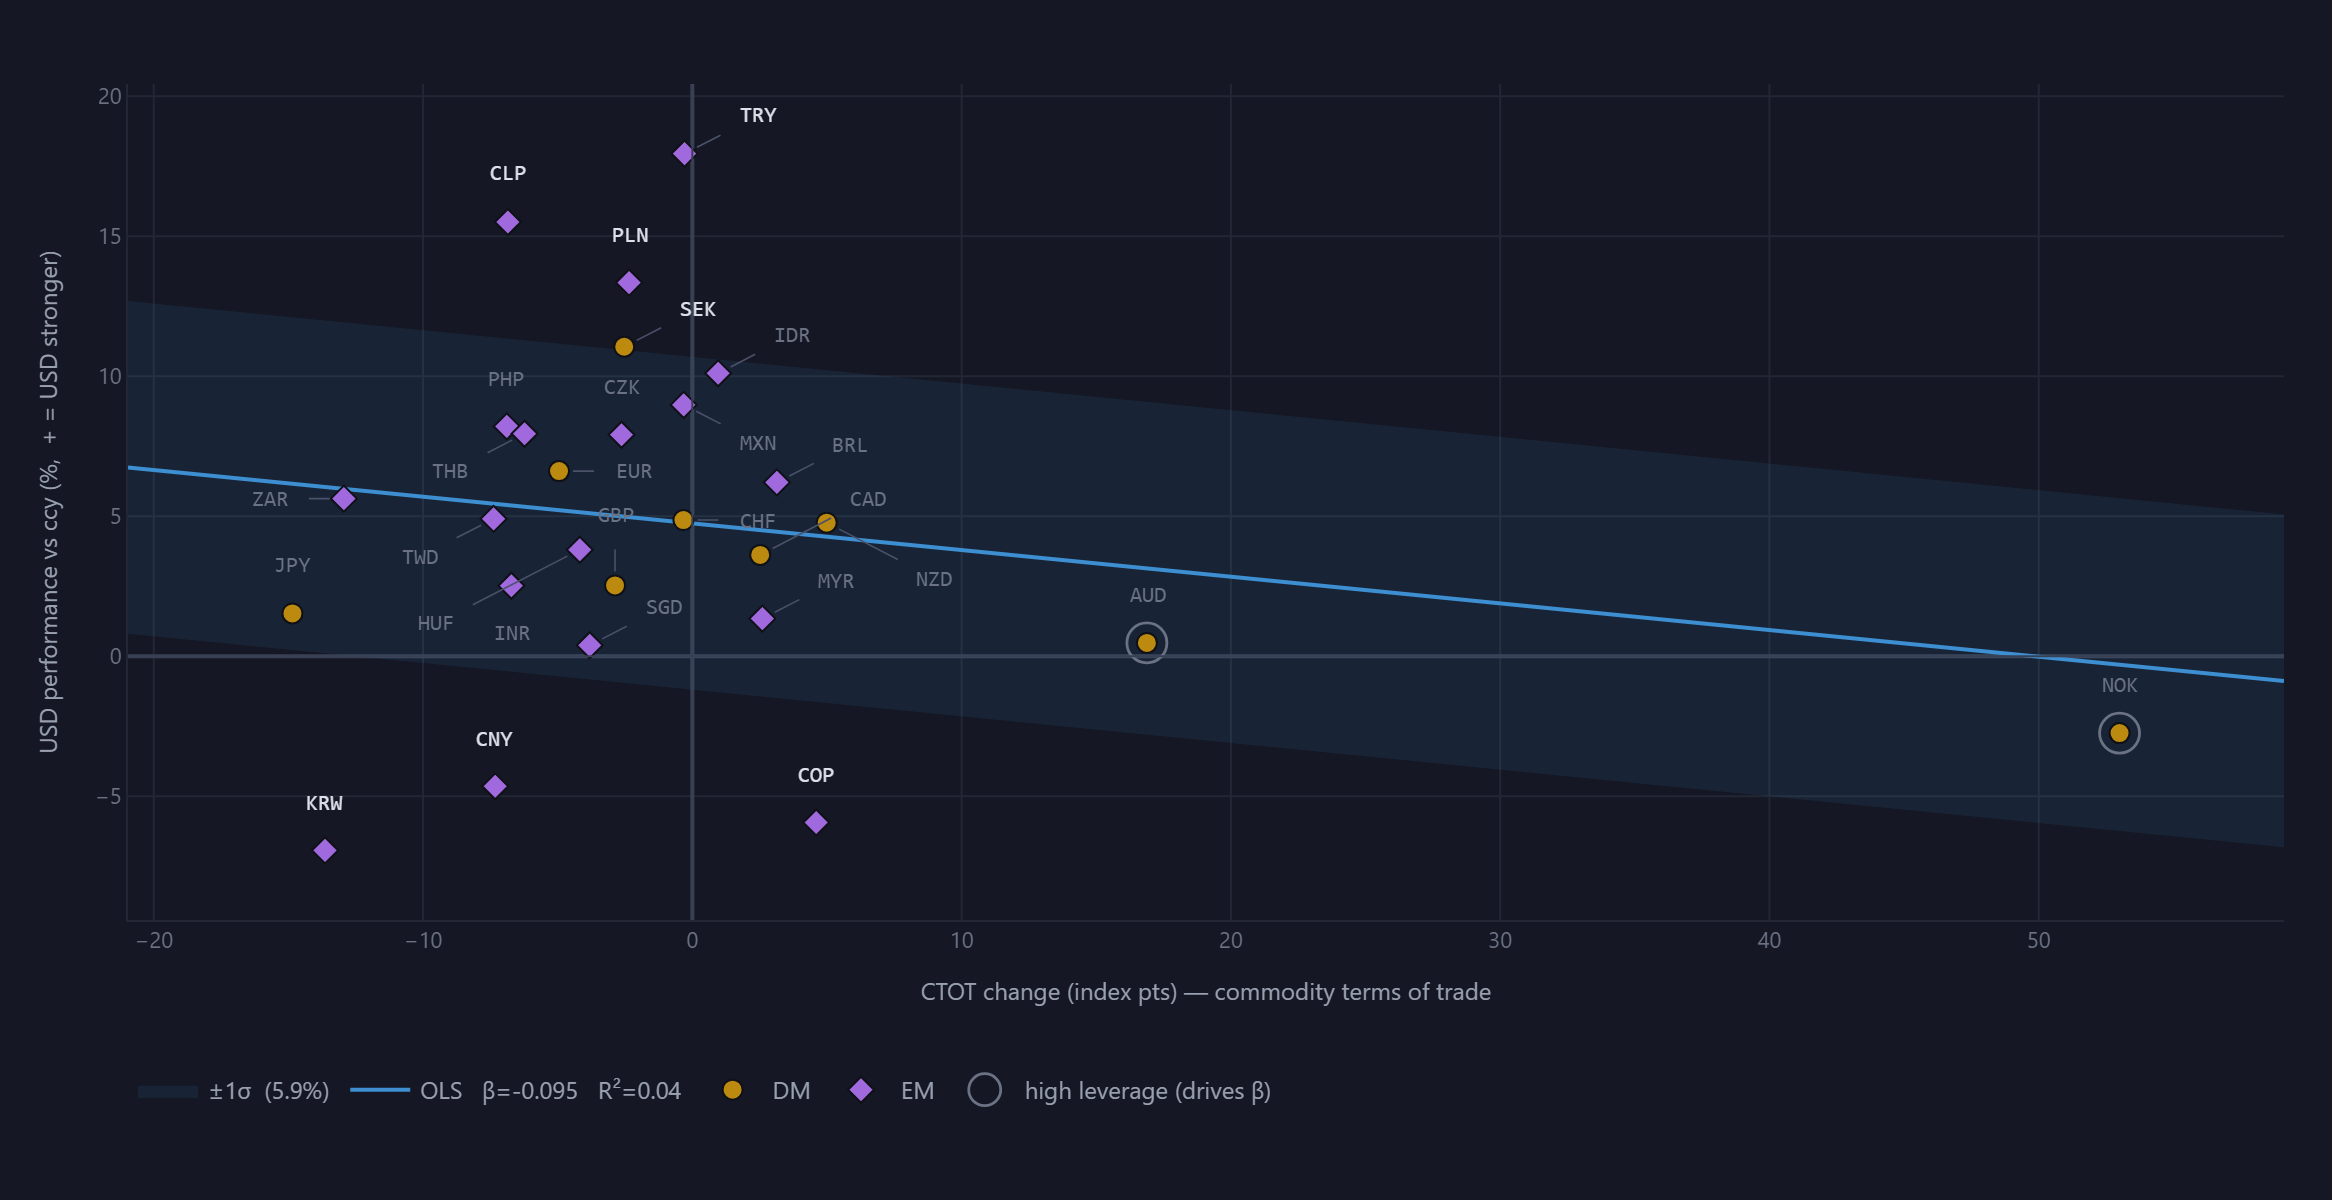 20
15
10
5
0
−5
USD performance vs ccy (%, + = USD stronger)
TRY
CLP
PLN
SEK
IDR
PHP
CZK
MXN
BRL
THB
EUR
ZAR
CAD
GBP
CHF
TWD
JPY
NZD
MYR
AUD
SGD
HUF
INR
NOK
CNY
COP
KRW
−20
−10
0
10
20
30
40
50
CTOT change (index pts) — commodity terms of trade
±1σ (5.9%)
OLS β=-0.095 R²=0.04
DM
EM
high leverage (drives β)